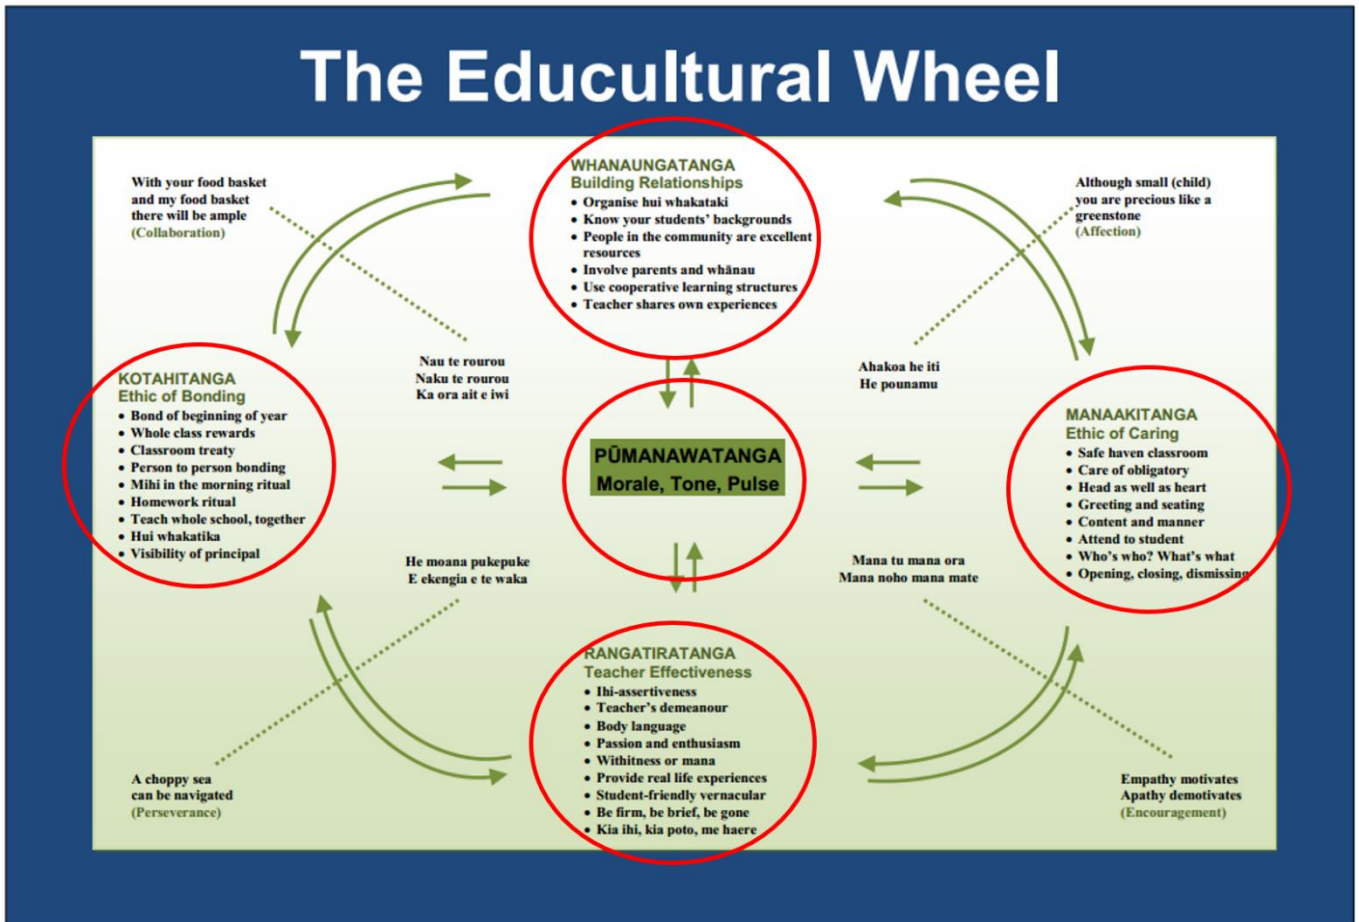 The Educultural Wheel
With your food basket
and my food basket
there will be ample
(Collaboration)
WHANAUNGATANGA
Building Relationships
• Organise hui whakataki
• Know your students' backgrounds
• People in the community are excellent
resources
• Involve parents and whānau
• Use cooperative learning structures
• Teacher shares own experiences
Although small (child)
you are precious like a
greenstone
(Affection)
Nau te rourou
Naku te rourou
Ka ora ait e iwi
Ahakoa he iti
He pounamu
KOTAHITANGA
Ethic of Bonding
• Bond of beginning of year
• Whole class rewards
• Classroom treaty
• Person to person bonding
• Mihi in the morning ritual
• Homework ritual
• Teach whole school, together
• Hui whakatika
• Visibility of principal
PŪMANAWATANGA
Morale, Tone, Pulse
MANAAKITANGA
Ethic of Caring
• Safe haven classroom
• Care of obligatory
• Head as well as heart
• Greeting and seating
• Content and manner
• Attend to student
• Who's who? What's what
• Opening, closing, dismissing
He moana pukepuke
E ekengia e te waka
Mana tu mana ora
Mana noho mana mate
RANGATIRATANGA
Teacher Effectiveness
• Ihi-assertiveness
• Teacher's demeanour
• Body language
• Passion and enthusiasm
• Withitness or mana
• Provide real life experiences
• Student-friendly vernacular
• Be firm, be brief, be gone
• Kia ihi, kia poto, me haere
A choppy sea
can be navigated
(Perseverance)
Empathy motivates
Apathy demotivates
(Encouragement)